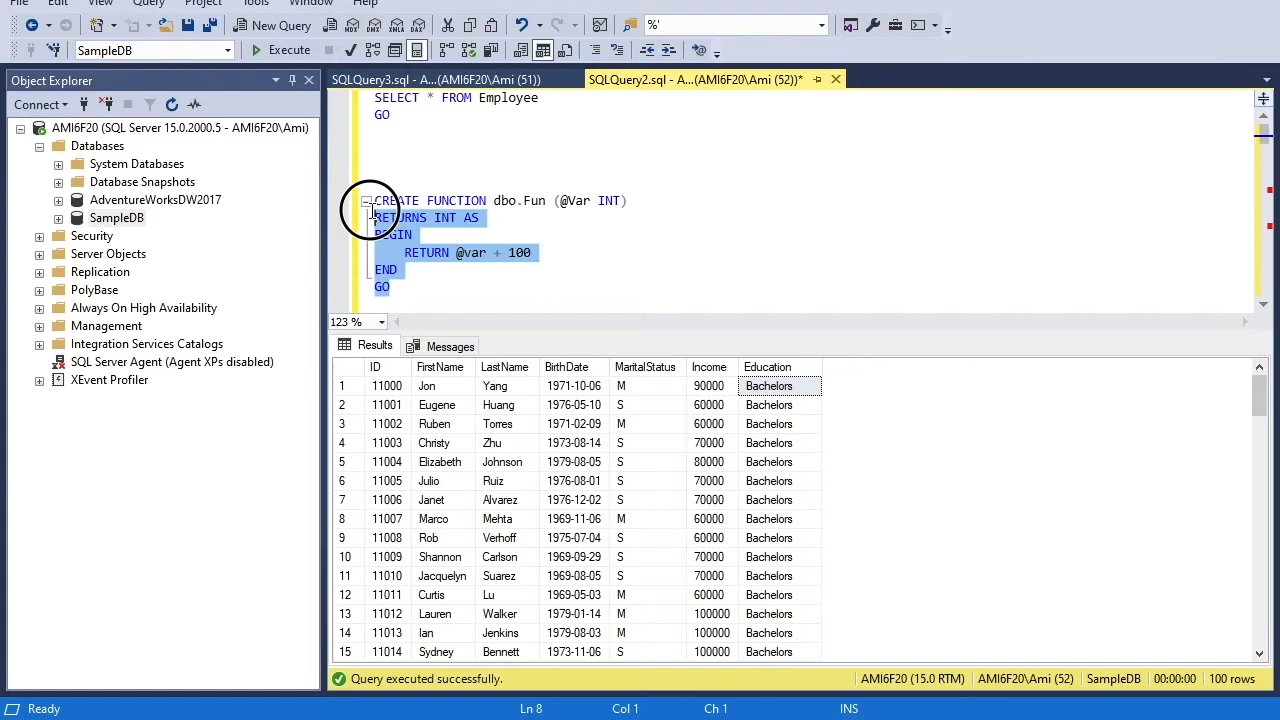 File Edit View Query Project Tools Window Help
New Query MDX DMX XMLA DAX %'
SampleDB Execute
Object Explorer
Connect
AMI6F20 (SQL Server 15.0.2000.5 - AMI6F20\Ami)
Databases
System Databases
Database Snapshots
AdventureWorksDW2017
SampleDB
Security
Server Objects
Replication
PolyBase
Always On High Availability
Management
Integration Services Catalogs
SQL Server Agent (Agent XPs disabled)
XEvent Profiler
SQLQuery3.sql - A...(AMI6F20\Ami (51)) SQLQuery2.sql - A...(AMI6F20\Ami (52))*
SELECT * FROM Employee
GO
CREATE FUNCTION dbo.Fun (@Var INT)
RETURNS INT AS
BEGIN
RETURN @var + 100
END
GO
123 %
Results Messages
ID FirstName LastName BirthDate MaritalStatus Income Education
1 11000 Jon Yang 1971-10-06 M 90000 Bachelors
2 11001 Eugene Huang 1976-05-10 S 60000 Bachelors
3 11002 Ruben Torres 1971-02-09 M 60000 Bachelors
4 11003 Christy Zhu 1973-08-14 S 70000 Bachelors
5 11004 Elizabeth Johnson 1979-08-05 S 80000 Bachelors
6 11005 Julio Ruiz 1976-08-01 S 70000 Bachelors
7 11006 Janet Alvarez 1976-12-02 S 70000 Bachelors
8 11007 Marco Mehta 1969-11-06 M 60000 Bachelors
9 11008 Rob Verhoff 1975-07-04 S 60000 Bachelors
10 11009 Shannon Carlson 1969-09-29 S 70000 Bachelors
11 11010 Jacquelyn Suarez 1969-08-05 S 70000 Bachelors
12 11011 Curtis Lu 1969-05-03 M 60000 Bachelors
13 11012 Lauren Walker 1979-01-14 M 100000 Bachelors
14 11013 Ian Jenkins 1979-08-03 M 100000 Bachelors
15 11014 Sydney Bennett 1973-11-06 S 100000 Bachelors
Query executed successfully. AMI6F20 (15.0 RTM) AMI6F20\Ami (52) SampleDB 00:00:00 100 rows
Ready Ln 8 Col 1 Ch 1 INS